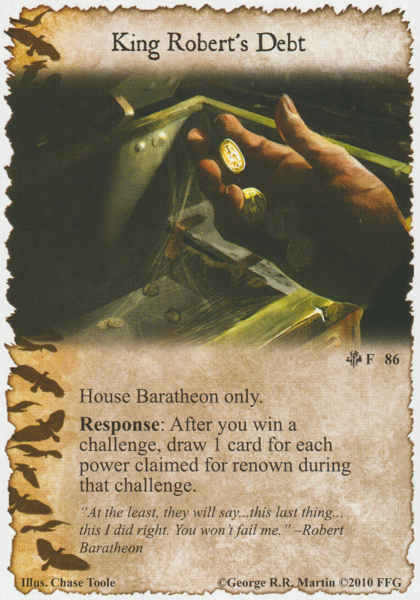 King Robert's Debt
F 86
House Baratheon only.
Response: After you win a
challenge, draw 1 card for each
power claimed for renown during
that challenge.
“At the least, they will say...this last thing...
this I did right. You won't fail me.” –Robert
Baratheon
Illus. Chase Toole ©George R.R. Martin ©2010 FFG